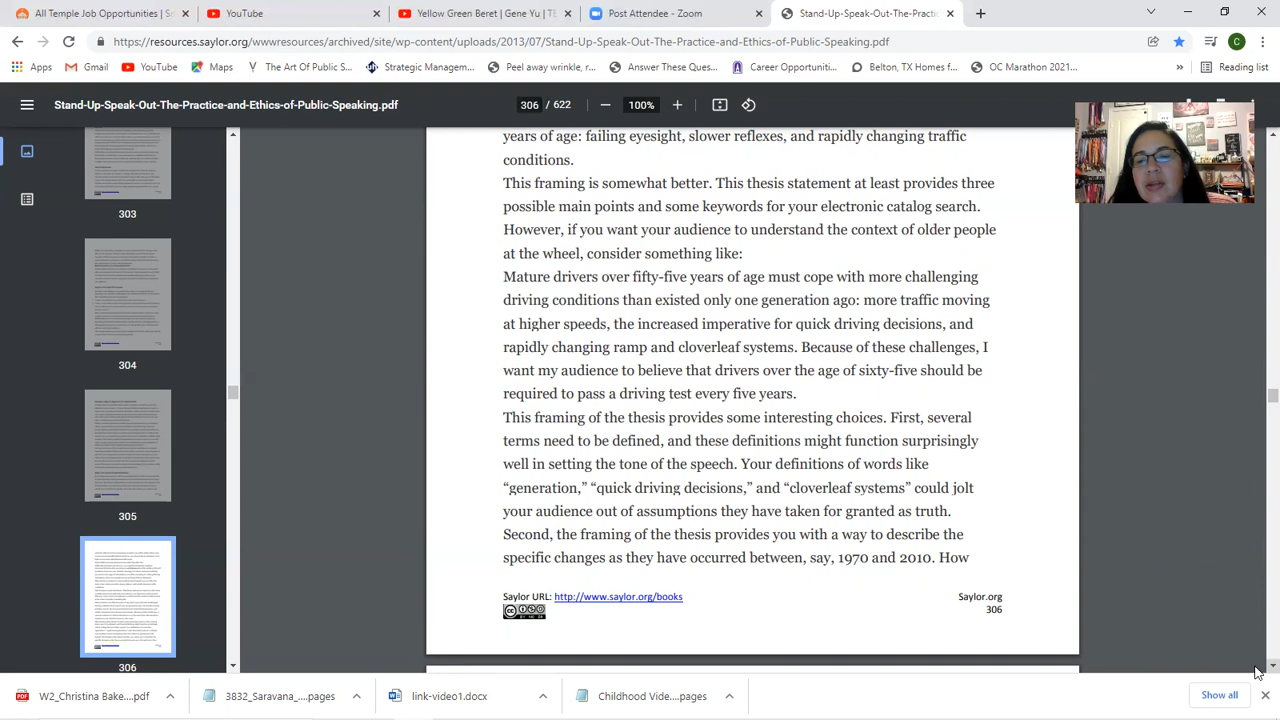 All Temple Job Opportunities | Sm
YouTube
Yellow Green Beret | Gene Yu | TE
Post Attendee - Zoom
Stand-Up-Speak-Out-The-Practice
https://resources.saylor.org/wwwresources/archived/site/wp-content/uploads/2013/07/Stand-Up-Speak-Out-The-Practice-and-Ethics-of-Public-Speaking.pdf
C
Apps
Gmail
YouTube
Maps
The Art Of Public S...
Strategic Managem...
Peel away wrinkle, r...
Answer These Ques...
Career Opportuniti...
Belton, TX Homes f...
OC Marathon 2021...
»
Reading list
Stand-Up-Speak-Out-The-Practice-and-Ethics-of-Public-Speaking.pdf
306 / 622
100%
303
304
305
306
years of age: failing eyesight, slower reflexes, and rapidly changing traffic
conditions.
This framing is somewhat better. This thesis statement at least provides three
possible main points and some keywords for your electronic catalog search.
However, if you want your audience to understand the context of older people
at the wheel, consider something like:
Mature drivers over fifty-five years of age must cope with more challenging
driving conditions than existed only one generation ago: more traffic moving
at higher speeds, the increased imperative for quick driving decisions, and
rapidly changing ramp and cloverleaf systems. Because of these challenges, I
want my audience to believe that drivers over the age of sixty-five should be
required to pass a driving test every five years.
This framing of the thesis provides some interesting choices. First, several
terms need to be defined, and these definitions might function surprisingly
well in setting the tone of the speech. Your definitions of words like
“generation,” “quick driving decisions,” and “cloverleaf systems” could jolt
your audience out of assumptions they have taken for granted as truth.
Second, the framing of the thesis provides you with a way to describe the
specific changes as they have occurred between, say, 1970 and 2010. How
Saylor URL: http://www.saylor.org/books
Saylor.org
306
W2_Christina Bake....pdf
3832_Saravana_....pages
link-video1.docx
Childhood Vide....pages
Show all